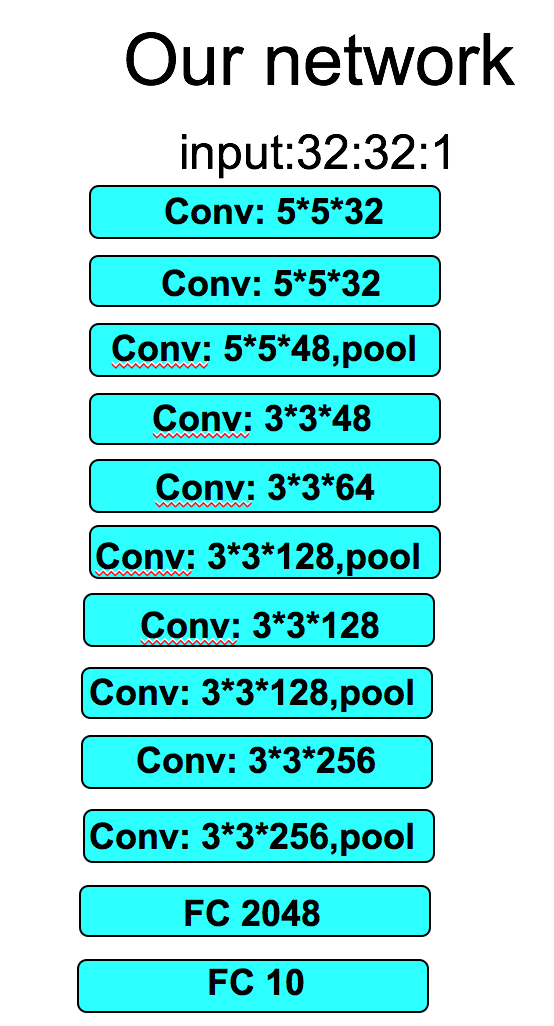 Our network
input:32:32:1
Conv: 5*5*32
Conv: 5*5*32
Conv: 5*5*48,pool
Conv: 3*3*48
Conv: 3*3*64
Conv: 3*3*128,pool
Conv: 3*3*128
Conv: 3*3*128,pool
Conv: 3*3*256
Conv: 3*3*256,pool
FC 2048
FC 10